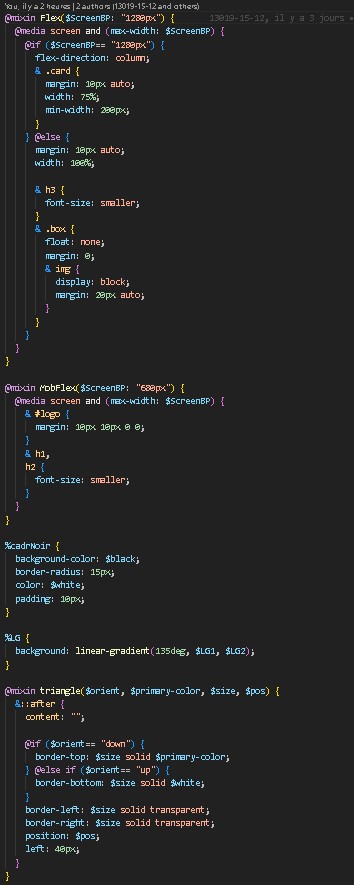 You, il y a 2 heures | 2 authors (13019-15-12 and others)
@mixin Flex($ScreenBP: "1280px") { 13019-15-12, il y a 3 jours •
@media screen and (max-width: $ScreenBP) {
@if ($ScreenBP== "1280px") {
flex-direction: column;
& .card {
margin: 10px auto;
width: 75%;
min-width: 200px;
}
} @else {
margin: 10px auto;
width: 100%;
& h3 {
font-size: smaller;
}
& .box {
float: none;
margin: 0;
& img {
display: block;
margin: 20px auto;
}
}
}
}
}
@mixin MobFlex($ScreenBP: "680px") {
@media screen and (max-width: $ScreenBP) {
& #logo {
margin: 10px 10px 0 0;
}
& h1,
h2 {
font-size: smaller;
}
}
}
%cadrNoir {
background-color: $black;
border-radius: 15px;
color: $white;
padding: 10px;
}
%LG {
background: linear-gradient(135deg, $LG1, $LG2);
}
@mixin triangle($orient, $primary-color, $size, $pos) {
&::after {
content: "";
@if ($orient== "down") {
border-top: $size solid $primary-color;
} @else if ($orient== "up") {
border-bottom: $size solid $white;
}
border-left: $size solid transparent;
border-right: $size solid transparent;
position: $pos;
left: 40px;
}
}